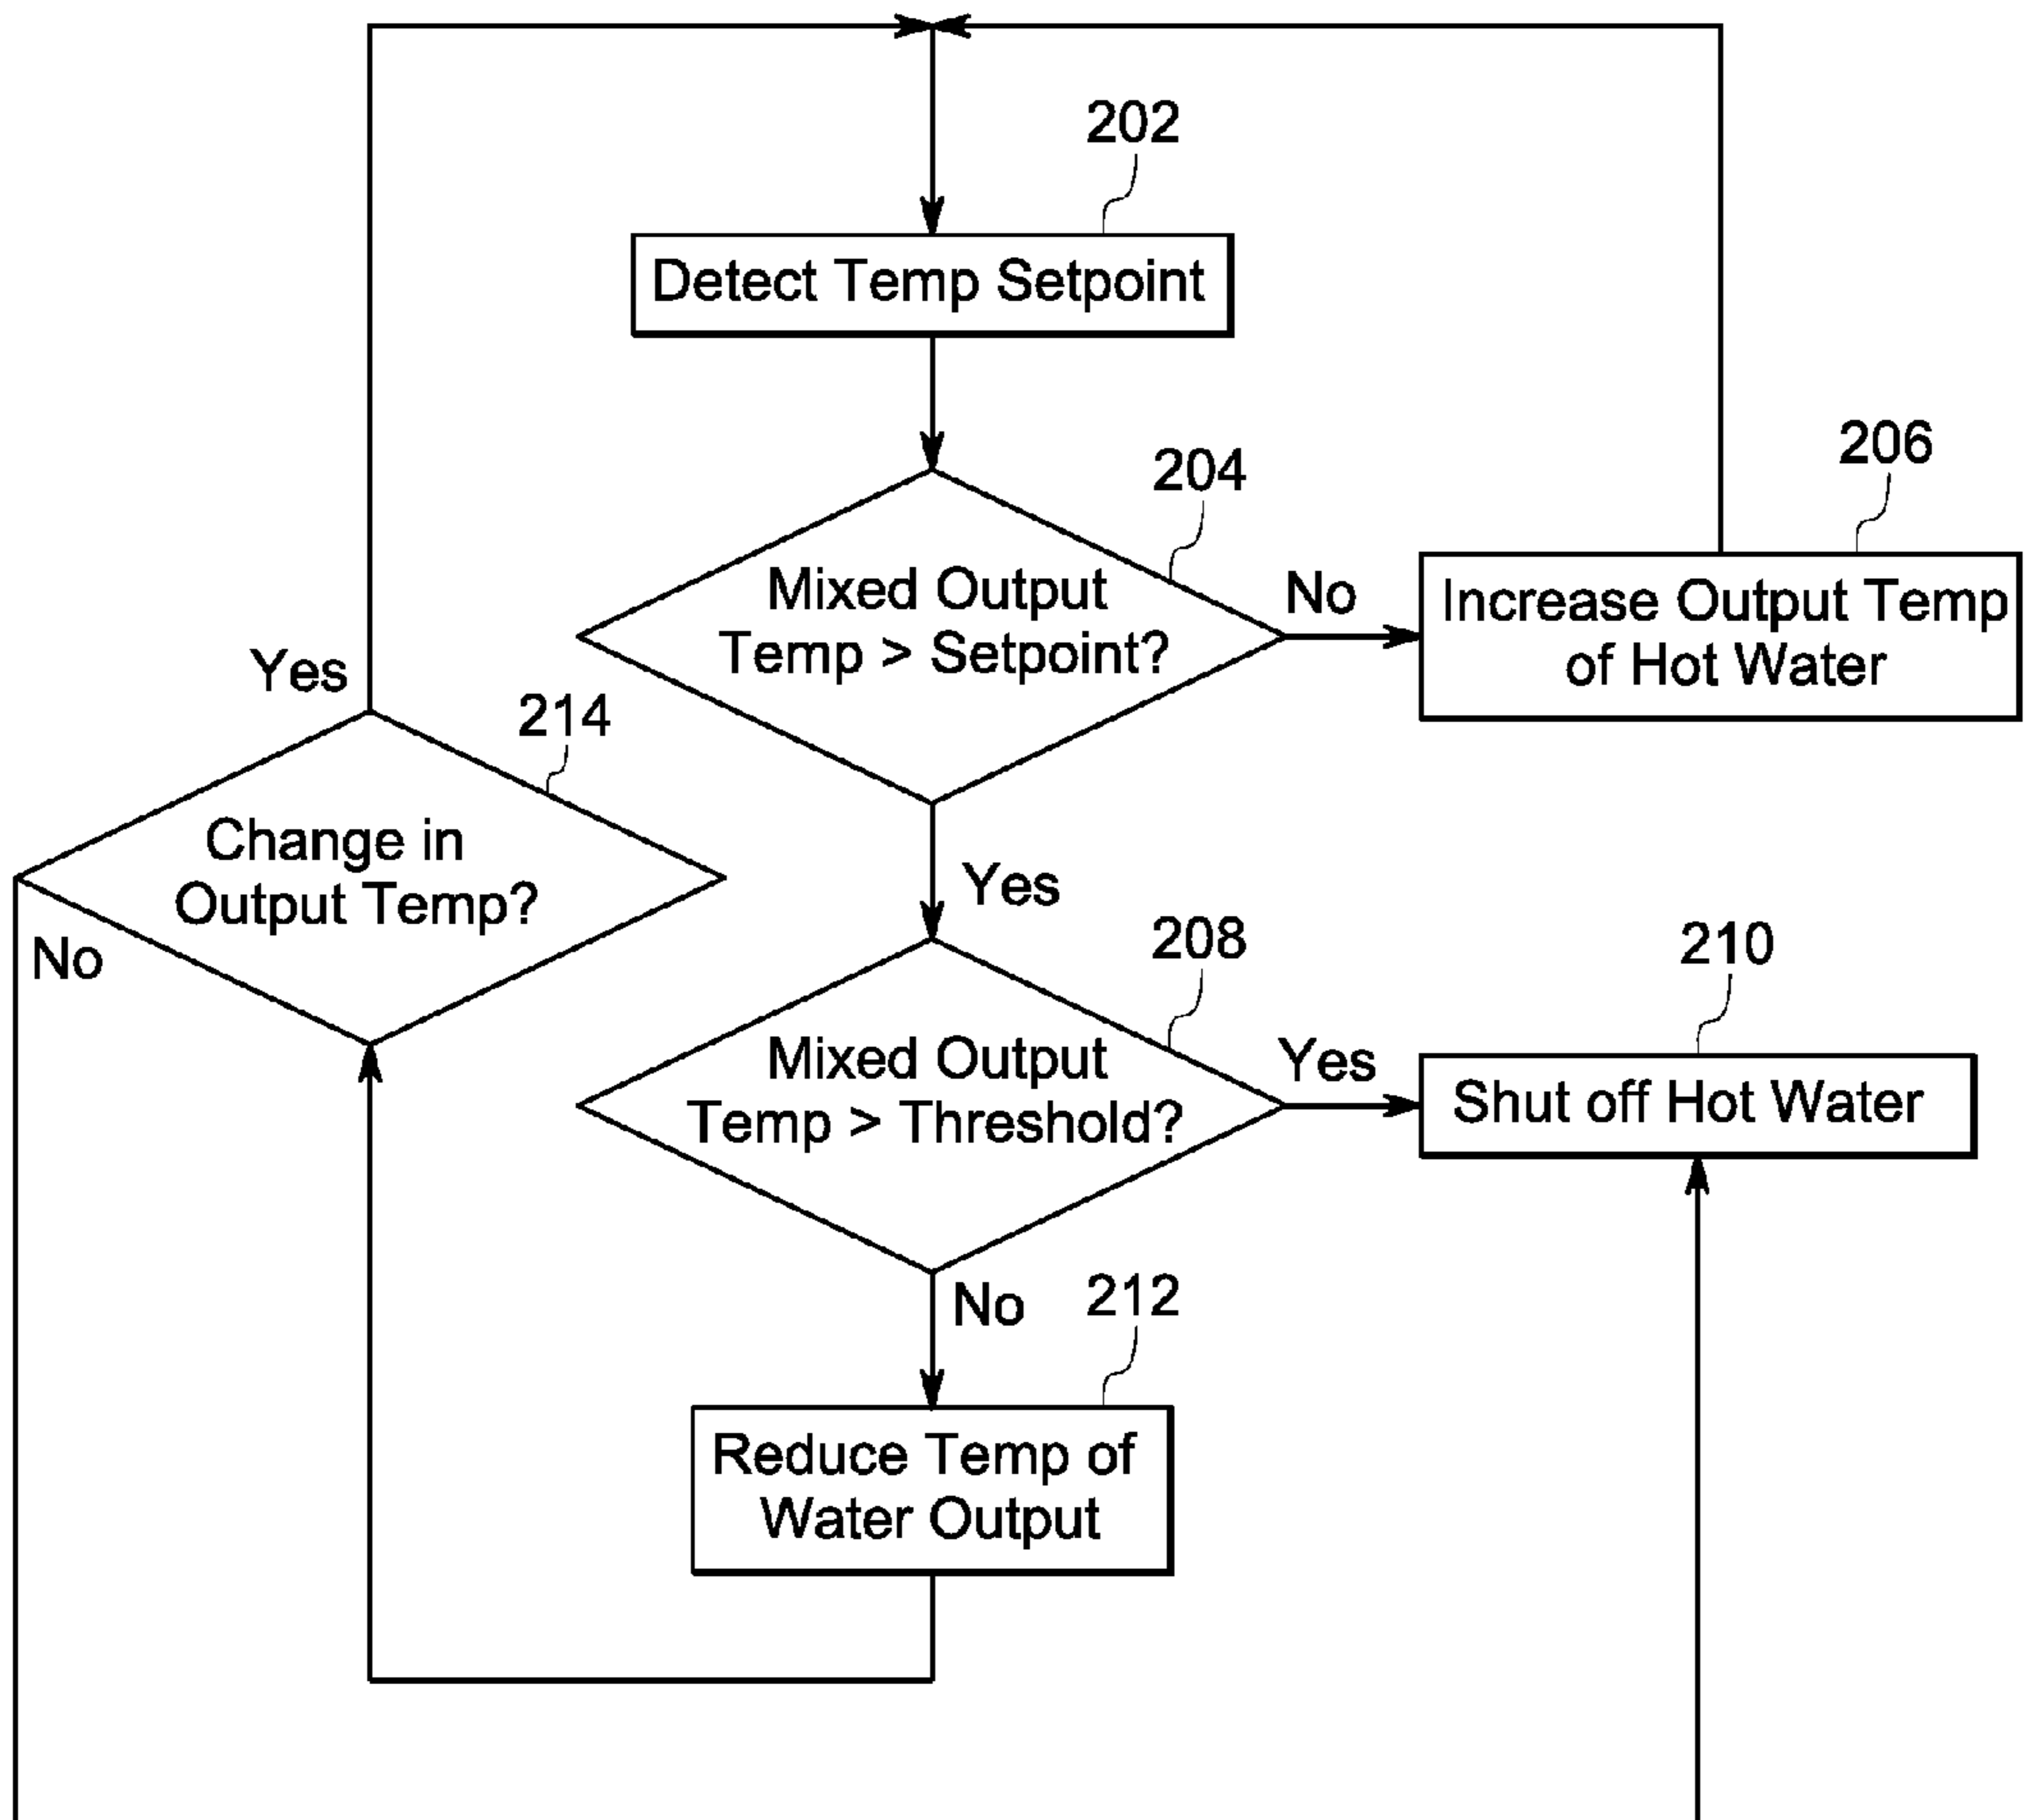 202
Detect Temp Setpoint
204
Mixed Output
Temp > Setpoint?
No
206
Increase Output Temp
of Hot Water
Yes
214
Change in
Output Temp?
No
Yes
208
Mixed Output
Temp > Threshold?
Yes
210
Shut off Hot Water
No
212
Reduce Temp of
Water Output